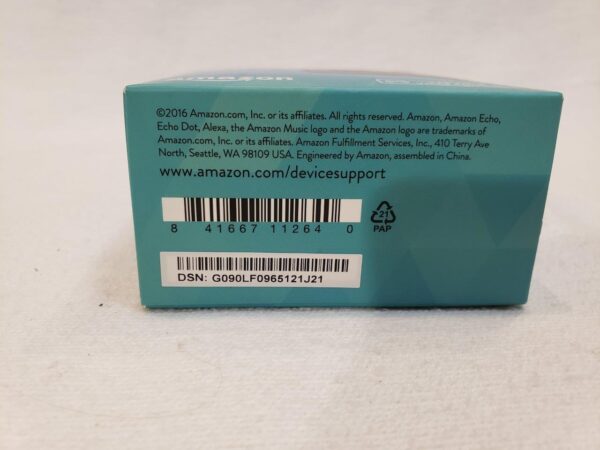 amazon
©2016 Amazon.com, Inc. or its affiliates. All rights reserved. Amazon, Amazon Echo,
Echo Dot, Alexa, the Amazon Music logo and the Amazon logo are trademarks of
Amazon.com, Inc. or its affiliates. Amazon Fulfillment Services, Inc., 410 Terry Ave
North, Seattle, WA 98109 USA. Engineered by Amazon, assembled in China.
www.amazon.com/devicesupport
8 41667 11264 0
21
PAP
DSN: G090LF0965121J21